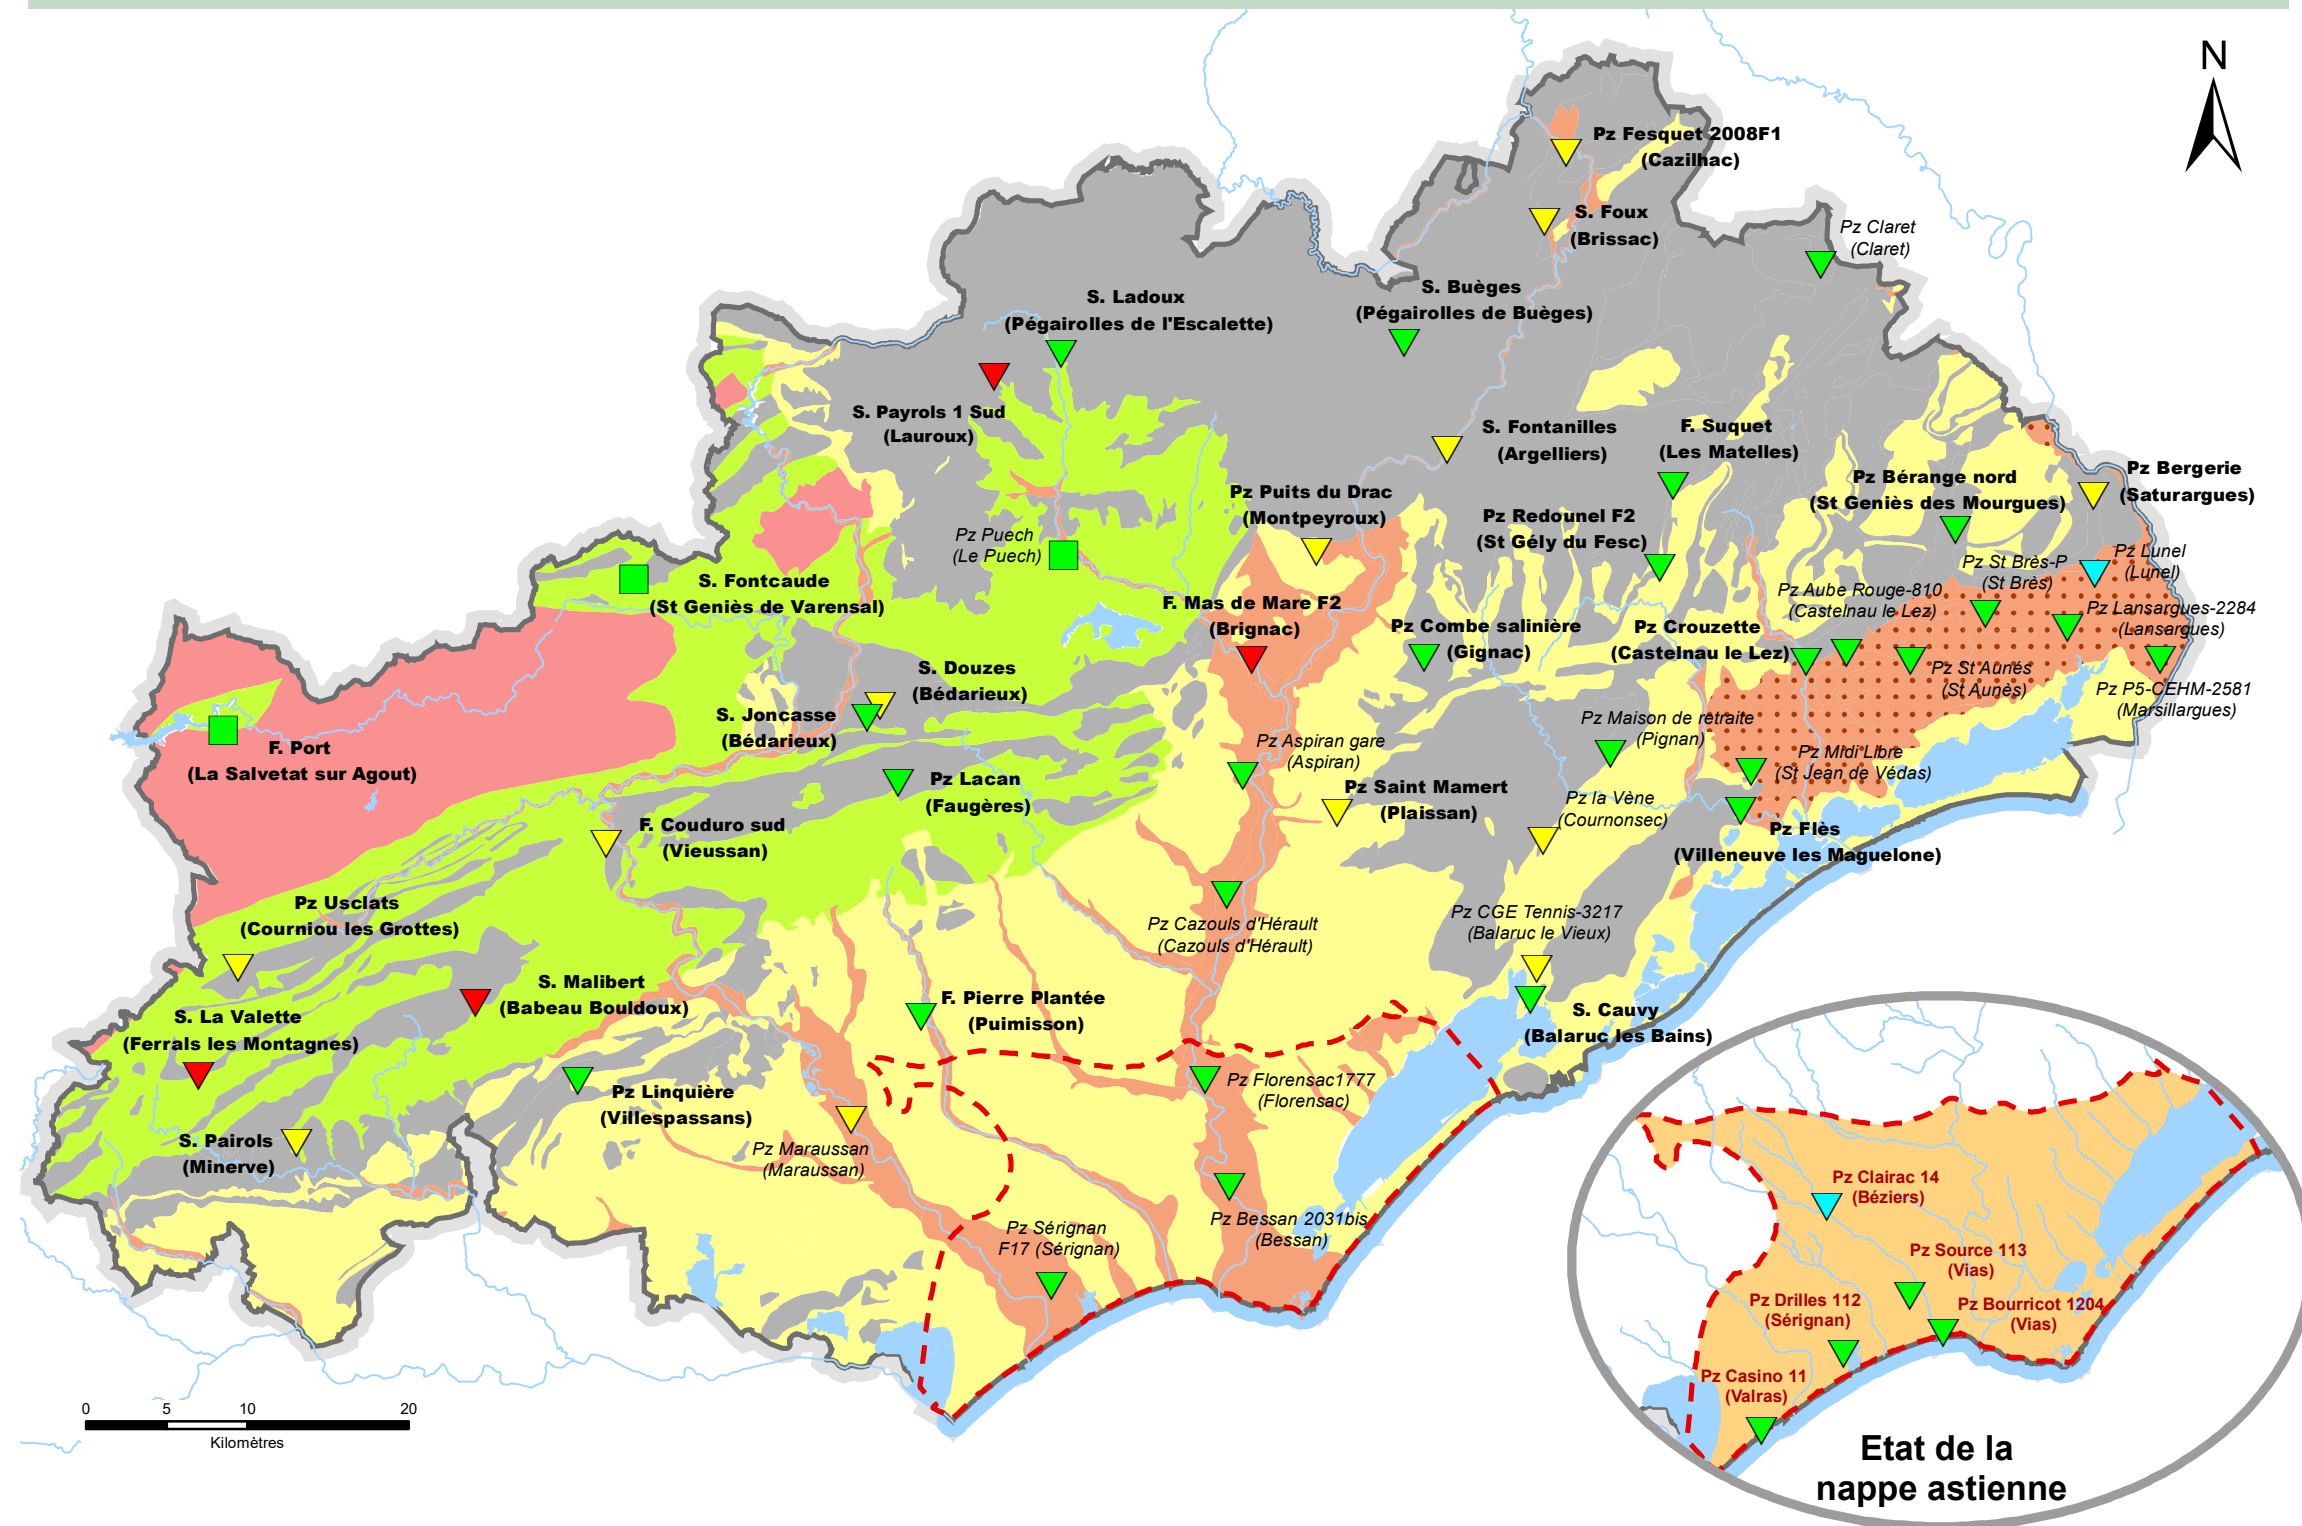 N
Pz Fesquet 2008F1
(Cazilhac)
S. Foux
(Brissac)
Pz Claret
(Claret)
S. Buèges
(Pégairolles de Buèges)
S. Ladoux
(Pégairolles de l'Escalette)
S. Payrols 1 Sud
(Lauroux)
S. Fontanilles
(Argelliers)
F. Suquet
(Les Matelles)
Pz Bérange nord
(St Geniès des Mourgues)
Pz Bergerie
(Saturargues)
Pz Puits du Drac
(Montpeyroux)
Pz Redounel F2
(St Gély du Fesc)
Pz Puech
(Le Puech)
Pz St Brès-P
(St Brès)
Pz Lunel
(Lunel)
S. Fontcaude
(St Geniès de Varensal)
Pz Aube Rouge-810
(Castelnau le Lez)
Pz Lansargues-2284
(Lansargues)
F. Mas de Mare F2
(Brignac)
Pz Combe salinière
(Gignac)
Pz Crouzette
(Castelnau le Lez)
S. Douzes
(Bédarieux)
Pz St Aunés
(St Aunès)
Pz P5-CEHM-2581
(Marsillargues)
S. Joncasse
(Bédarieux)
Pz Maison de retraite
(Pignan)
F. Port
(La Salvetat sur Agout)
Pz Aspiran gare
(Aspiran)
Pz Midi Libre
(St Jean de Védas)
Pz Lacan
(Faugères)
Pz Saint Mamert
(Plaissan)
Pz la Vène
(Cournonsec)
F. Couduro sud
(Vieussan)
Pz Flès
(Villeneuve les Maguelone)
Pz Usclats
(Courniou les Grottes)
Pz Cazouls d'Hérault
(Cazouls d'Hérault)
Pz CGE Tennis-3217
(Balaruc le Vieux)
S. Malibert
(Babeau Bouldoux)
F. Pierre Plantée
(Puimisson)
S. Cauvy
(Balaruc les Bains)
S. La Valette
(Ferrals les Montagnes)
Pz Linquière
(Villespassans)
Pz Florensac1777
(Florensac)
S. Pairols
(Minerve)
Pz Maraussan
(Maraussan)
Pz Sérignan
F17 (Sérignan)
Pz Bessan 2031bis
(Bessan)
Pz Clairac 14
(Béziers)
Pz Source 113
(Vias)
Pz Drilles 112
(Sérignan)
Pz Bourricot 1204
(Vias)
Pz Casino 11
(Valras)
Etat de la
nappe astienne
0 5 10 20
Kilomètres